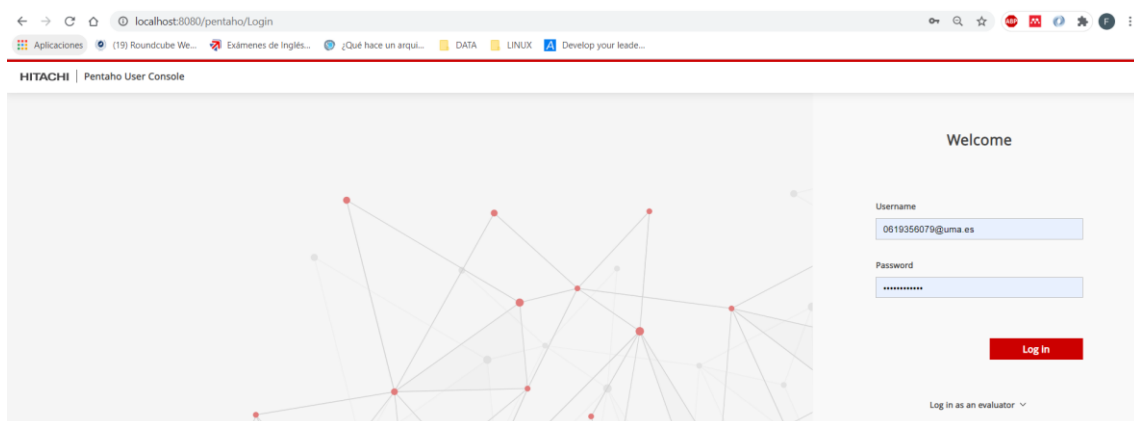 localhost:8080/pentaho/Login
Aplicaciones (19) Roundcube We... Exámenes de Inglés... ¿Qué hace un arqui... DATA LINUX Develop your leade...
HITACHI Pentaho User Console
Welcome
Username
0619356079@uma.es
Password
••••••••••••
Log in
Log in as an evaluator